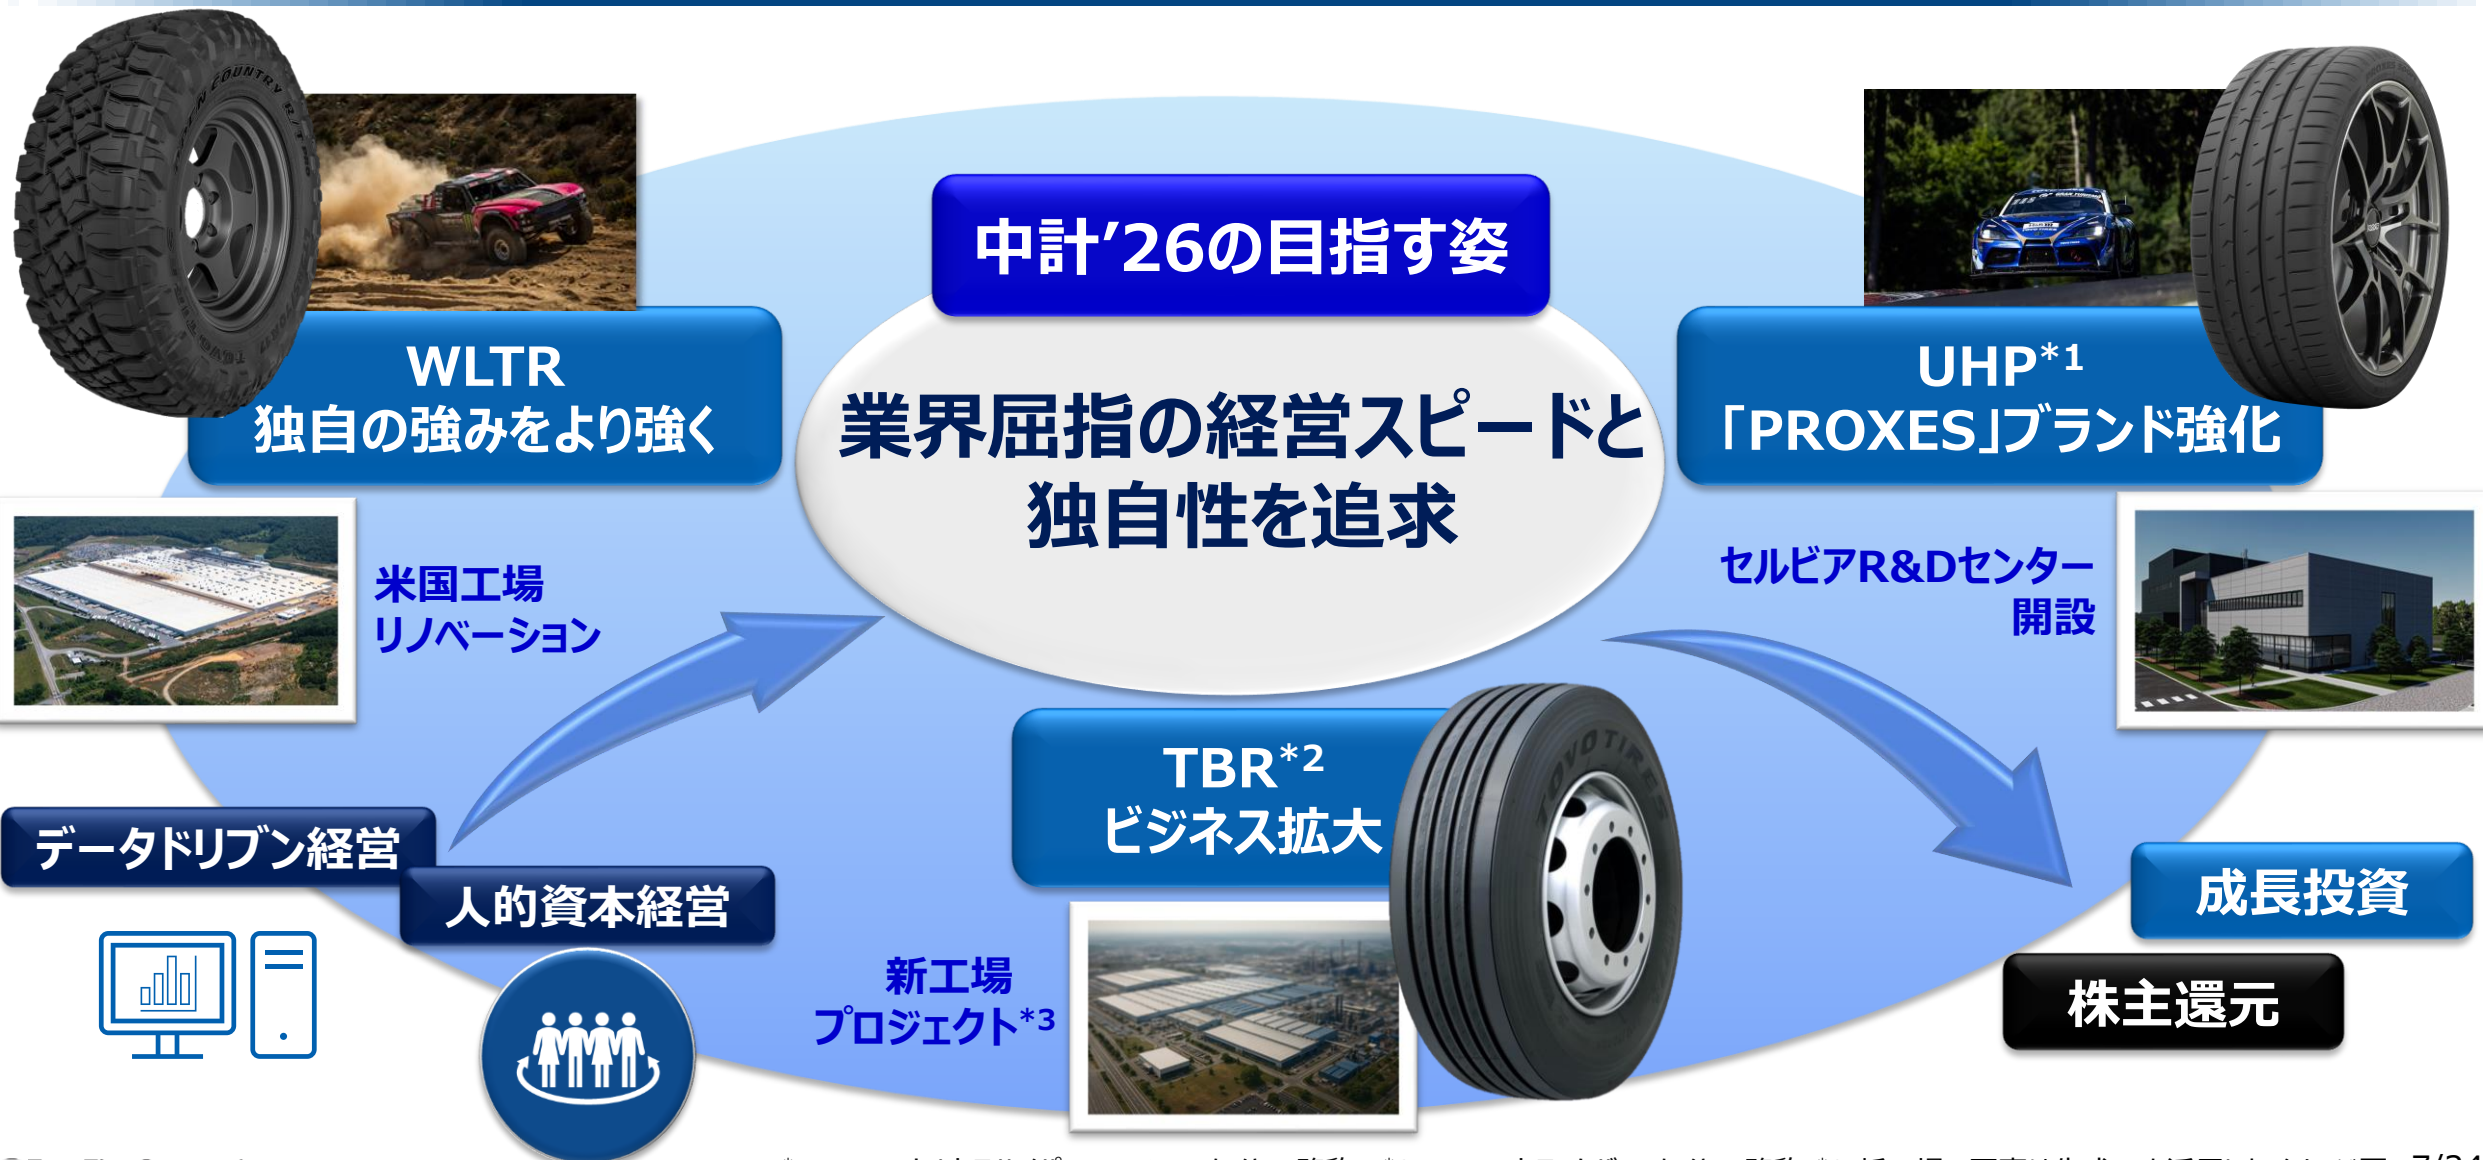 中計’26の目指す姿
業界屈指の経営スピードと
独自性を追求
WLTR
独自の強みをより強く
UHP*1
「PROXES」ブランド強化
米国工場
リノベーション
セルビアR&Dセンター
開設
TBR*2
ビジネス拡大
TOYO TIRES
データドリブン経営
人的資本経営
新工場
プロジェクト*3
成長投資
株主還元